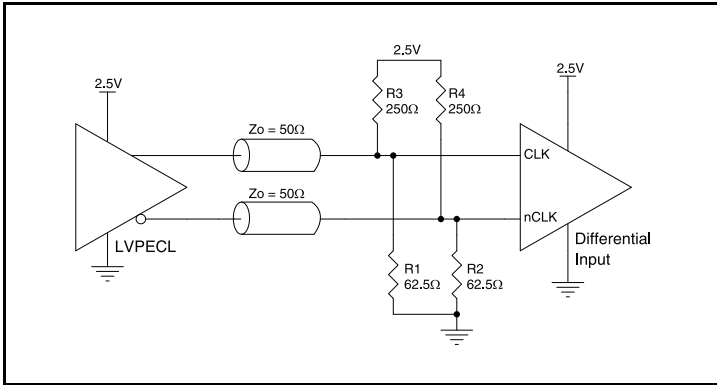 2.5V
2.5V
2.5V
R3
250Ω
R4
250Ω
Zo = 50Ω
CLK
Zo = 50Ω
nCLK
LVPECL
Differential
Input
R1
62.5Ω
R2
62.5Ω